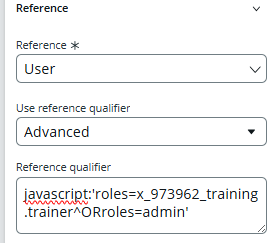 Reference
Reference *
User
Use reference qualifier
Advanced
Reference qualifier
javascript:'roles=x_973962_training
.trainer^ORroles=admin'